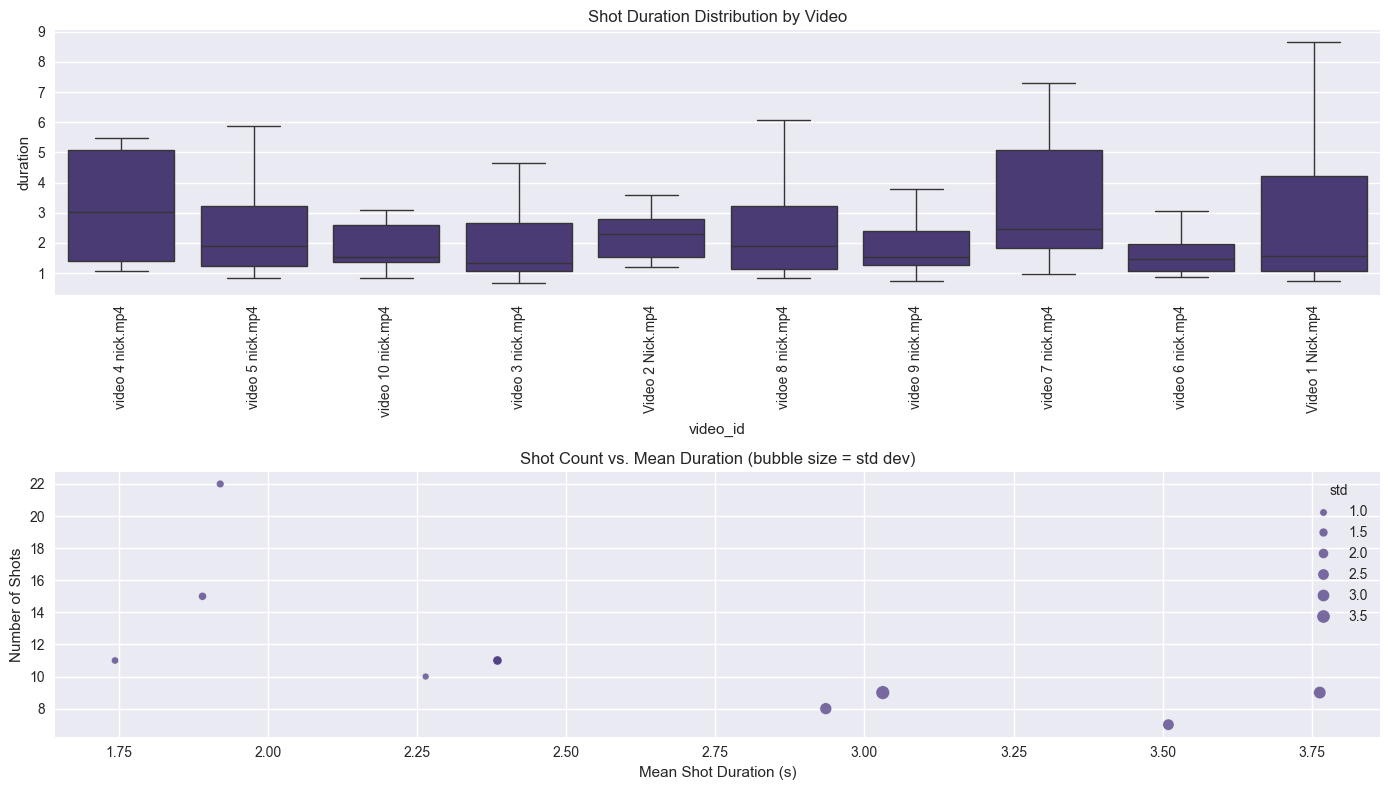 Shot Duration Distribution by Video
duration
9
8
7
6
5
4
3
2
1
video 4 nick.mp4
video 5 nick.mp4
video 10 nick.mp4
video 3 nick.mp4
Video 2 Nick.mp4
vidoe 8 nick.mp4
video 9 nick.mp4
video 7 nick.mp4
video 6 nick.mp4
Video 1 Nick.mp4
video_id
Shot Count vs. Mean Duration (bubble size = std dev)
Number of Shots
22
20
18
16
14
12
10
8
std
1.0
1.5
2.0
2.5
3.0
3.5
1.75
2.00
2.25
2.50
2.75
3.00
3.25
3.50
3.75
Mean Shot Duration (s)